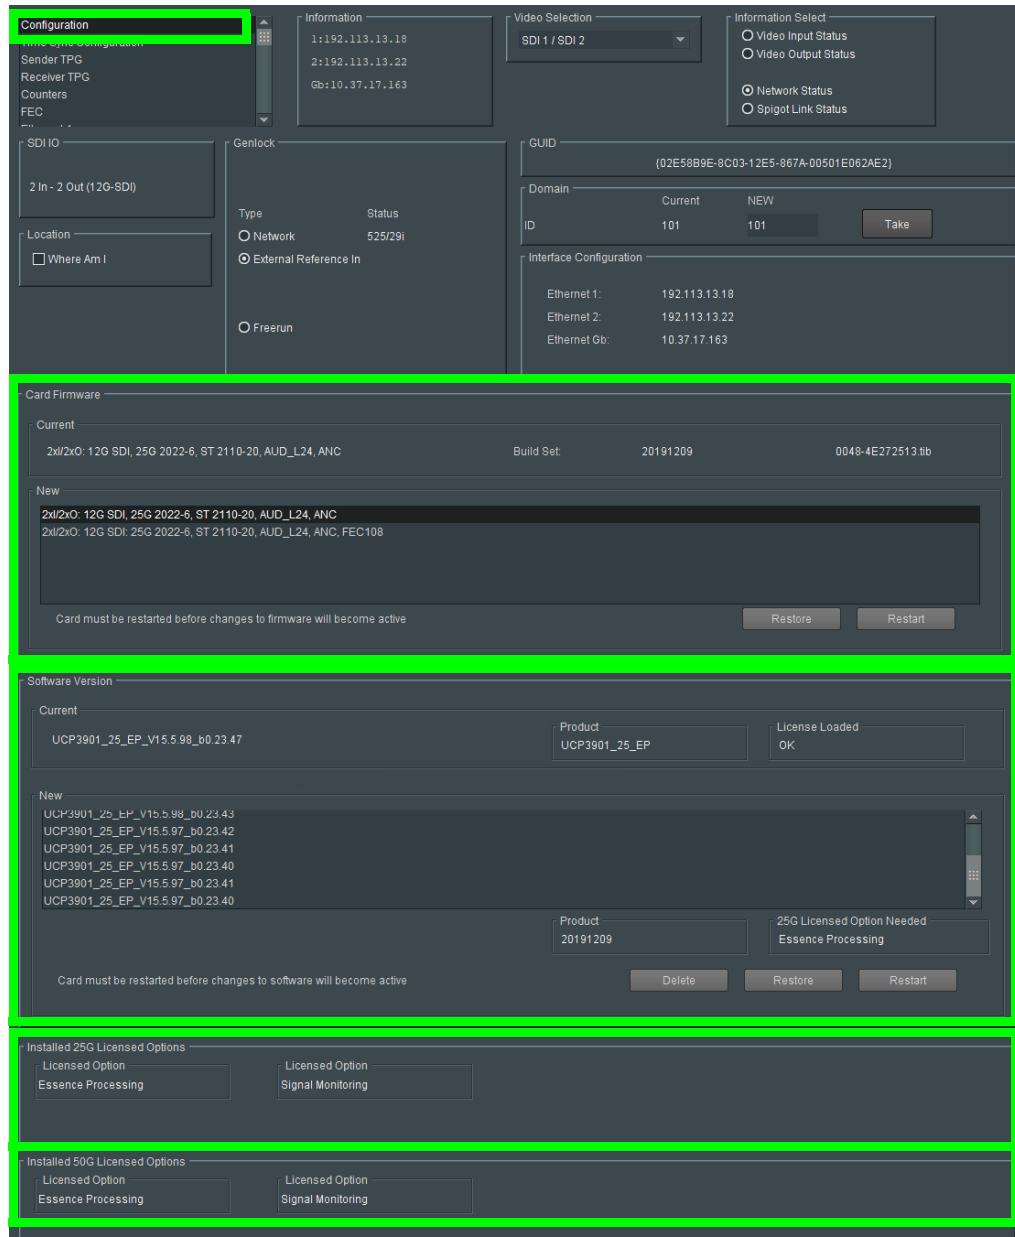 Configuration
Time Sync Configuration
Sender TPG
Receiver TPG
Counters
FEC
Information
1:192.113.13.18
2:192.113.13.22
Gb:10.37.17.163
Video Selection
SDI 1 / SDI 2
Information Select
Video Input Status
Video Output Status
Network Status
Spigot Link Status
SDI IO
2 In - 2 Out (12G-SDI)
Location
Where Am I
Genlock
Type Status
Network 525/29i
External Reference In
Freerun
GUID
{02E58B9E-8C03-12E5-867A-00501E062AE2}
Domain
Current NEW
ID 101 101 Take
Interface Configuration
Ethernet 1: 192.113.13.18
Ethernet 2: 192.113.13.22
Ethernet Gb: 10.37.17.163
Card Firmware
Current
2xI/2xO: 12G SDI, 25G 2022-6, ST 2110-20, AUD_L24, ANC Build Set: 20191209 0048-4E272513.tib
New
2xI/2xO: 12G SDI, 25G 2022-6, ST 2110-20, AUD_L24, ANC
2xI/2xO: 12G SDI: 25G 2022-6, ST 2110-20, AUD_L24, ANC, FEC108
Card must be restarted before changes to firmware will become active Restore Restart
Software Version
Current
UCP3901_25_EP_V15.5.98_b0.23.47
Product
UCP3901_25_EP
License Loaded
OK
New
UCP3901_25_EP_V15.5.98_b0.23.43
UCP3901_25_EP_V15.5.97_b0.23.42
UCP3901_25_EP_V15.5.97_b0.23.41
UCP3901_25_EP_V15.5.97_b0.23.40
UCP3901_25_EP_V15.5.97_b0.23.41
UCP3901_25_EP_V15.5.97_b0.23.40
Product
20191209
25G Licensed Option Needed
Essence Processing
Card must be restarted before changes to software will become active Delete Restore Restart
Installed 25G Licensed Options
Licensed Option
Essence Processing
Licensed Option
Signal Monitoring
Installed 50G Licensed Options
Licensed Option
Essence Processing
Licensed Option
Signal Monitoring